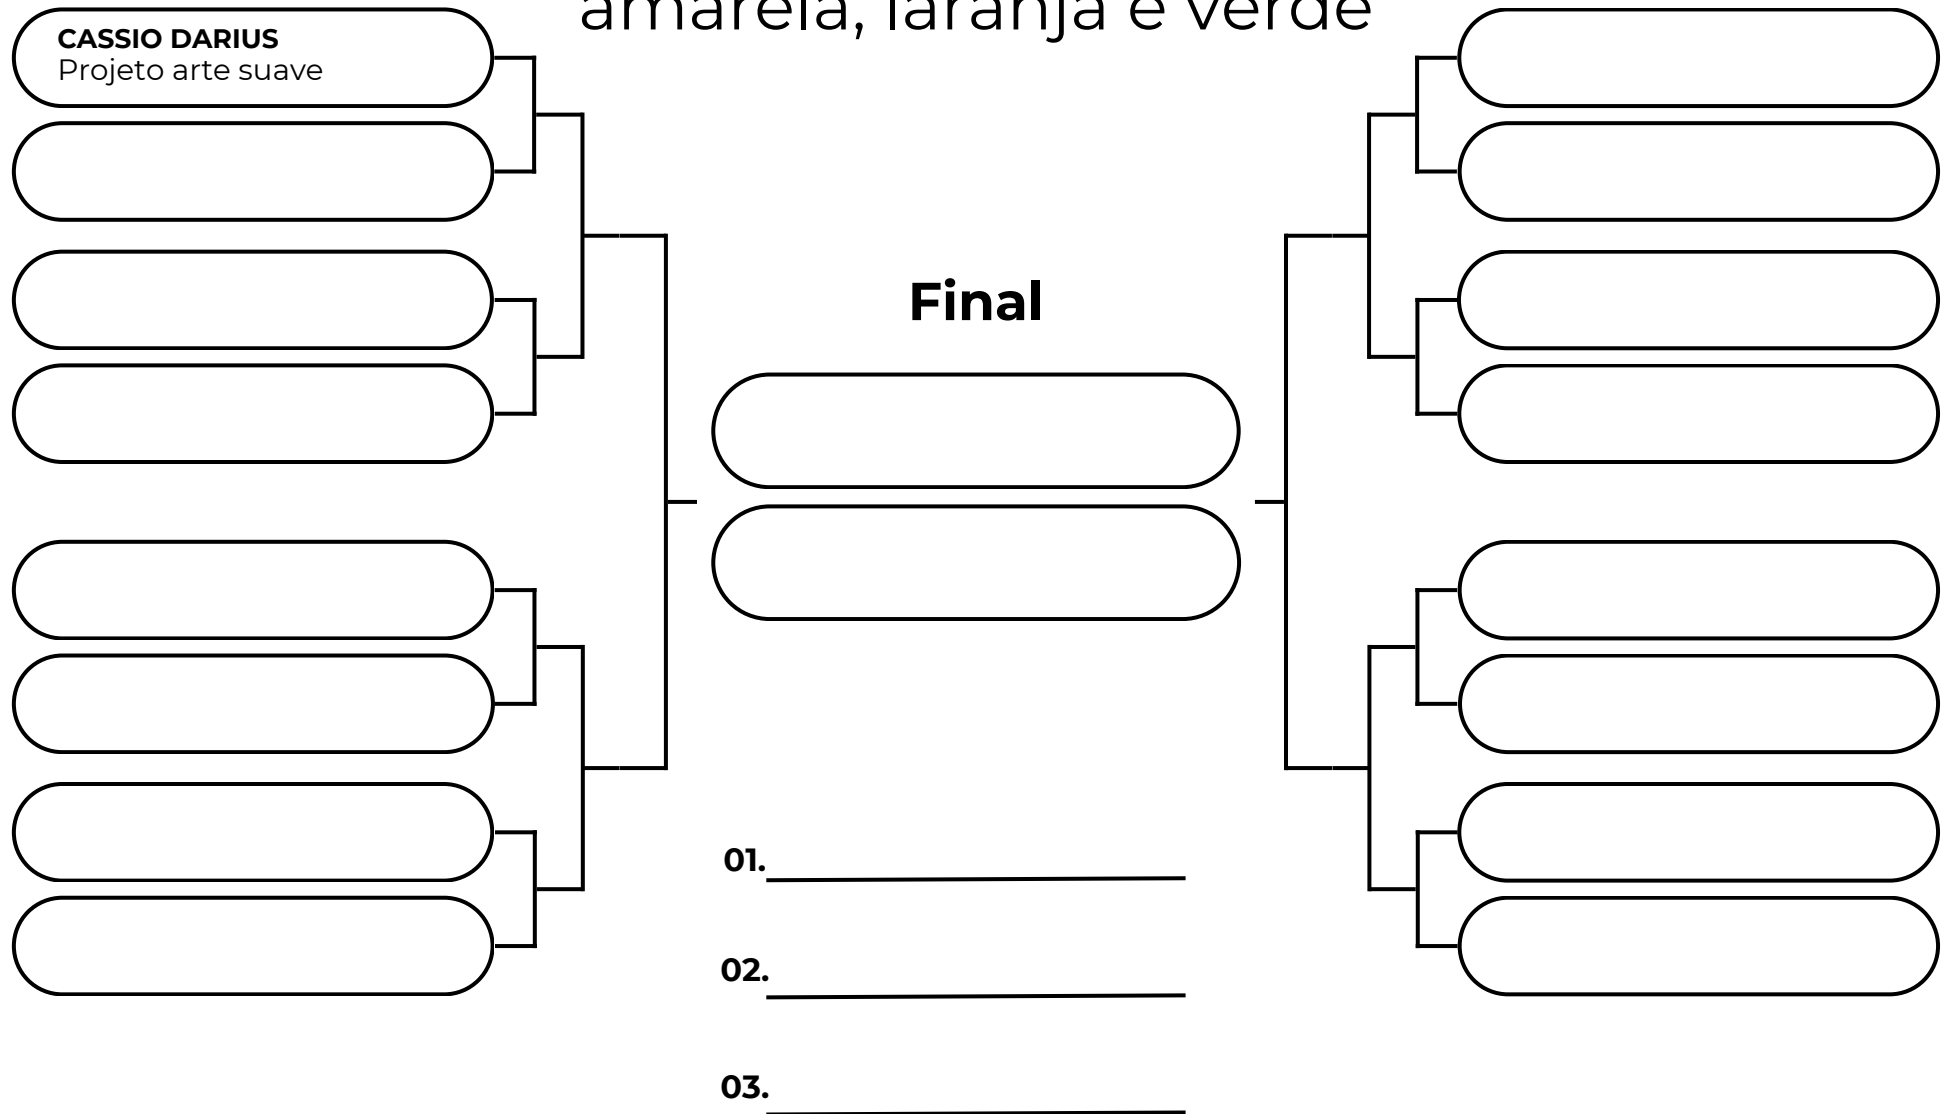 amarela, laranja e verde
CASSIO DARIUS
Projeto arte suave
Final
01.
02.
03.